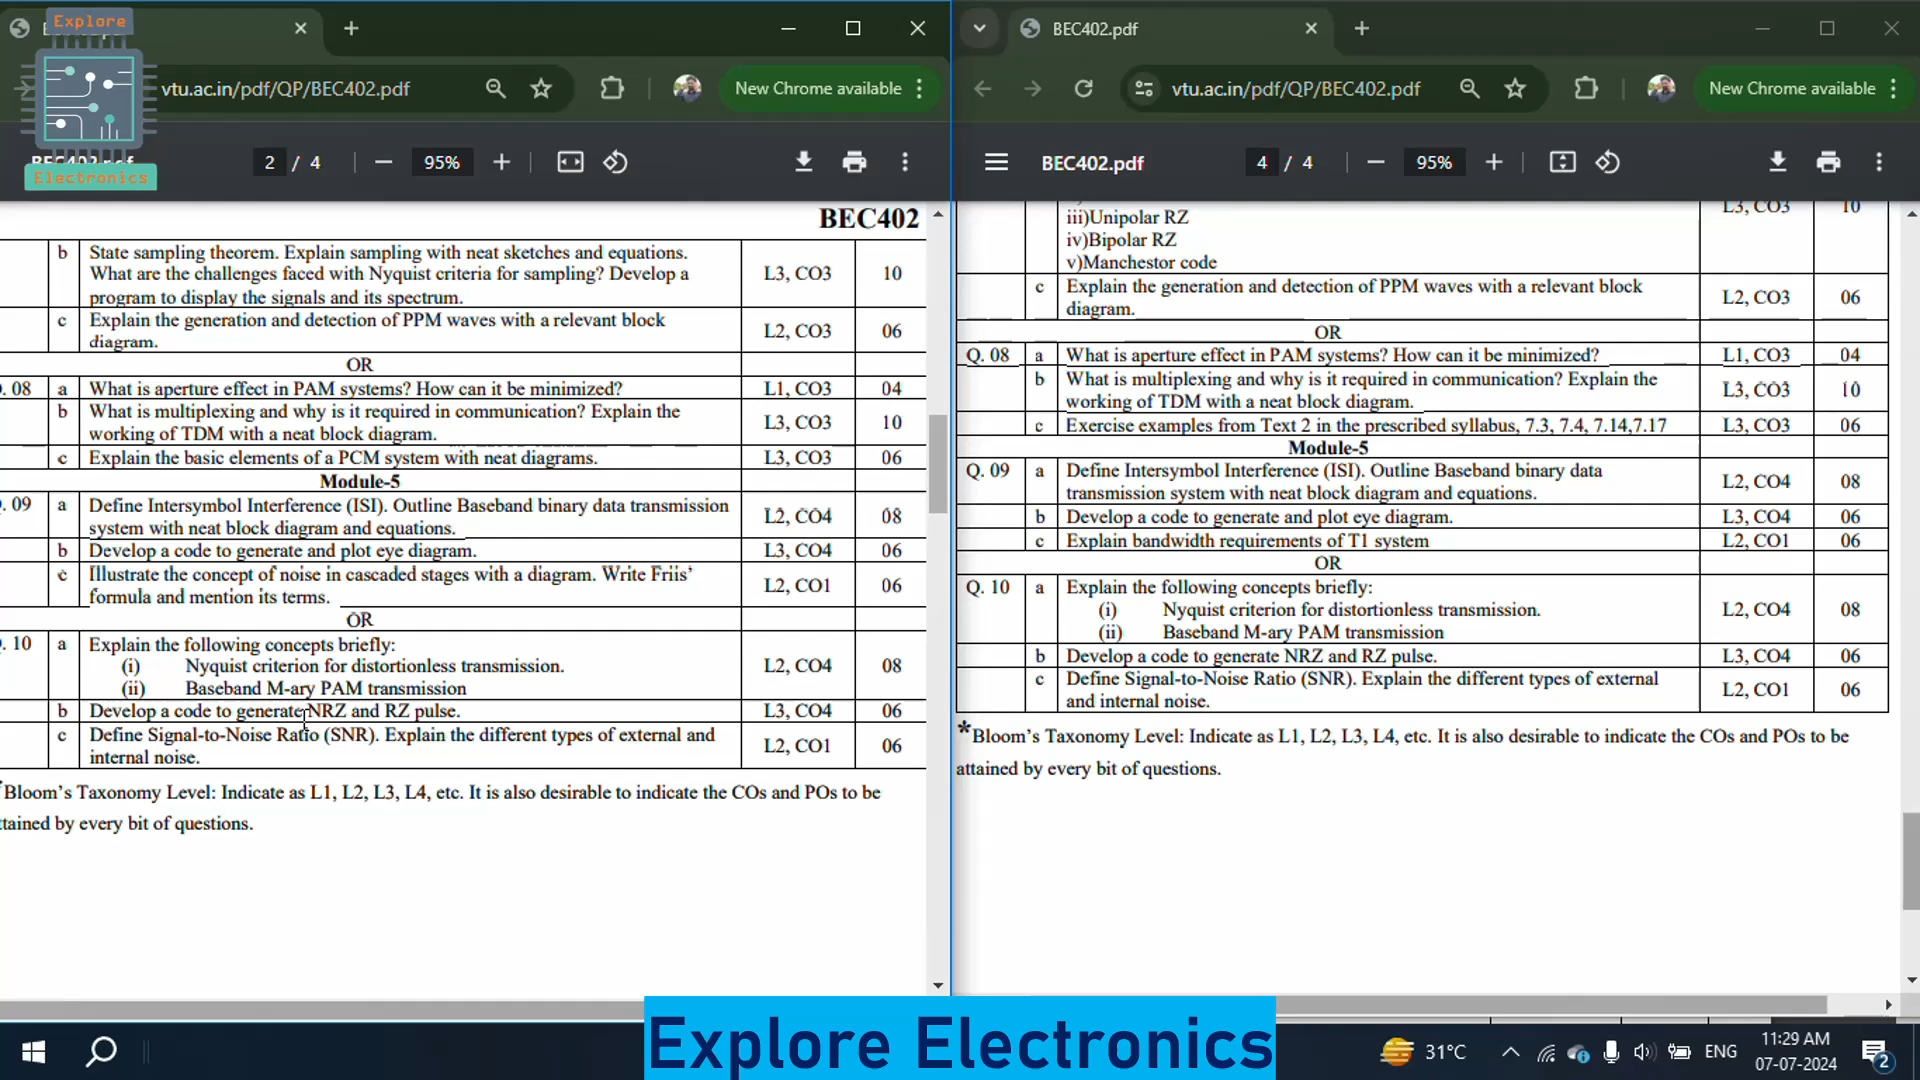 Explore
Electronics
vtu.ac.in/pdf/QP/BEC402.pdf
New Chrome available
2 / 4
95%
BEC402
b State sampling theorem. Explain sampling with neat sketches and equations.
What are the challenges faced with Nyquist criteria for sampling? Develop a
program to display the signals and its spectrum.
L3, CO3 10
c Explain the generation and detection of PPM waves with a relevant block
diagram.
L2, CO3 06
OR
.08 a What is aperture effect in PAM systems? How can it be minimized? L1, CO3 04
b What is multiplexing and why is it required in communication? Explain the
working of TDM with a neat block diagram.
L3, CO3 10
c Explain the basic elements of a PCM system with neat diagrams. L3, CO3 06
Module-5
. 09 a Define Intersymbol Interference (ISI). Outline Baseband binary data transmission
system with neat block diagram and equations.
L2, CO4 08
b Develop a code to generate and plot eye diagram. L3, CO4 06
c Illustrate the concept of noise in cascaded stages with a diagram. Write Friis’
formula and mention its terms.
L2, CO1 06
OR
. 10 a Explain the following concepts briefly:
(i) Nyquist criterion for distortionless transmission.
(ii) Baseband M-ary PAM transmission
L2, CO4 08
b Develop a code to generate NRZ and RZ pulse. L3, CO4 06
c Define Signal-to-Noise Ratio (SNR). Explain the different types of external and
internal noise.
L2, CO1 06
Bloom’s Taxonomy Level: Indicate as L1, L2, L3, L4, etc. It is also desirable to indicate the COs and POs to be
ttained by every bit of questions.
BEC402.pdf
vtu.ac.in/pdf/QP/BEC402.pdf
New Chrome available
BEC402.pdf
4 / 4
95%
L3, CO3 10
iii)Unipolar RZ
iv)Bipolar RZ
v)Manchestor code
c Explain the generation and detection of PPM waves with a relevant block
diagram.
L2, CO3 06
OR
Q. 08 a What is aperture effect in PAM systems? How can it be minimized? L1, CO3 04
b What is multiplexing and why is it required in communication? Explain the
working of TDM with a neat block diagram.
L3, CO3 10
c Exercise examples from Text 2 in the prescribed syllabus, 7.3, 7.4, 7.14,7.17 L3, CO3 06
Module-5
Q. 09 a Define Intersymbol Interference (ISI). Outline Baseband binary data
transmission system with neat block diagram and equations.
L2, CO4 08
b Develop a code to generate and plot eye diagram. L3, CO4 06
c Explain bandwidth requirements of T1 system L2, CO1 06
OR
Q. 10 a Explain the following concepts briefly:
(i) Nyquist criterion for distortionless transmission.
(ii) Baseband M-ary PAM transmission
L2, CO4 08
b Develop a code to generate NRZ and RZ pulse. L3, CO4 06
c Define Signal-to-Noise Ratio (SNR). Explain the different types of external
and internal noise.
L2, CO1 06
*Bloom’s Taxonomy Level: Indicate as L1, L2, L3, L4, etc. It is also desirable to indicate the COs and POs to be
attained by every bit of questions.
Explore Electronics
31°C
ENG
11:29 AM
07-07-2024
2